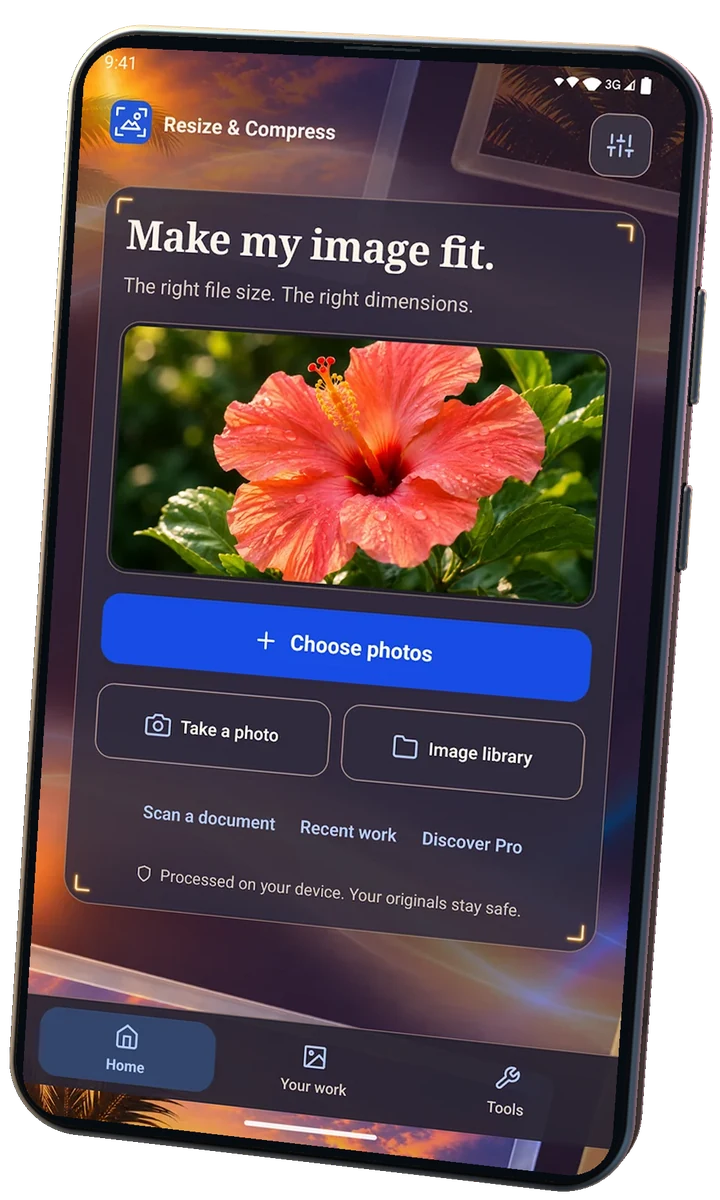 9:41
3G
Resize & Compress
Make my image fit.
The right file size. The right dimensions.
Choose photos
Take a photo
Image library
Scan a document
Recent work
Discover Pro
Processed on your device. Your originals stay safe.
Home
Your work
Tools